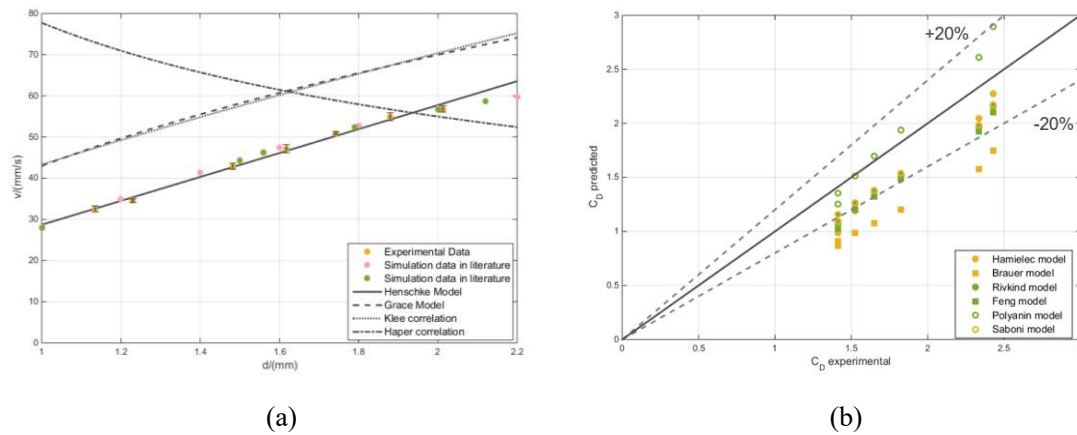 80
70
60
50
40
30
20
10
0
v/(mm/s)
1
1.2
1.4
1.6
1.8
2
2.2
d/(mm)
Experimental Data
Simulation data in literature
Simulation data in literature
Henschke Model
Grace Model
Klee correlation
Haper correlation
(a)
3
2.5
2
1.5
1
0.5
0
C_D predicted
0
0.5
1
1.5
2
2.5
C_D experimental
+20%
-20%
Hamielec model
Brauer model
Rivkind model
Feng model
Polyanin model
Saboni model
(b)